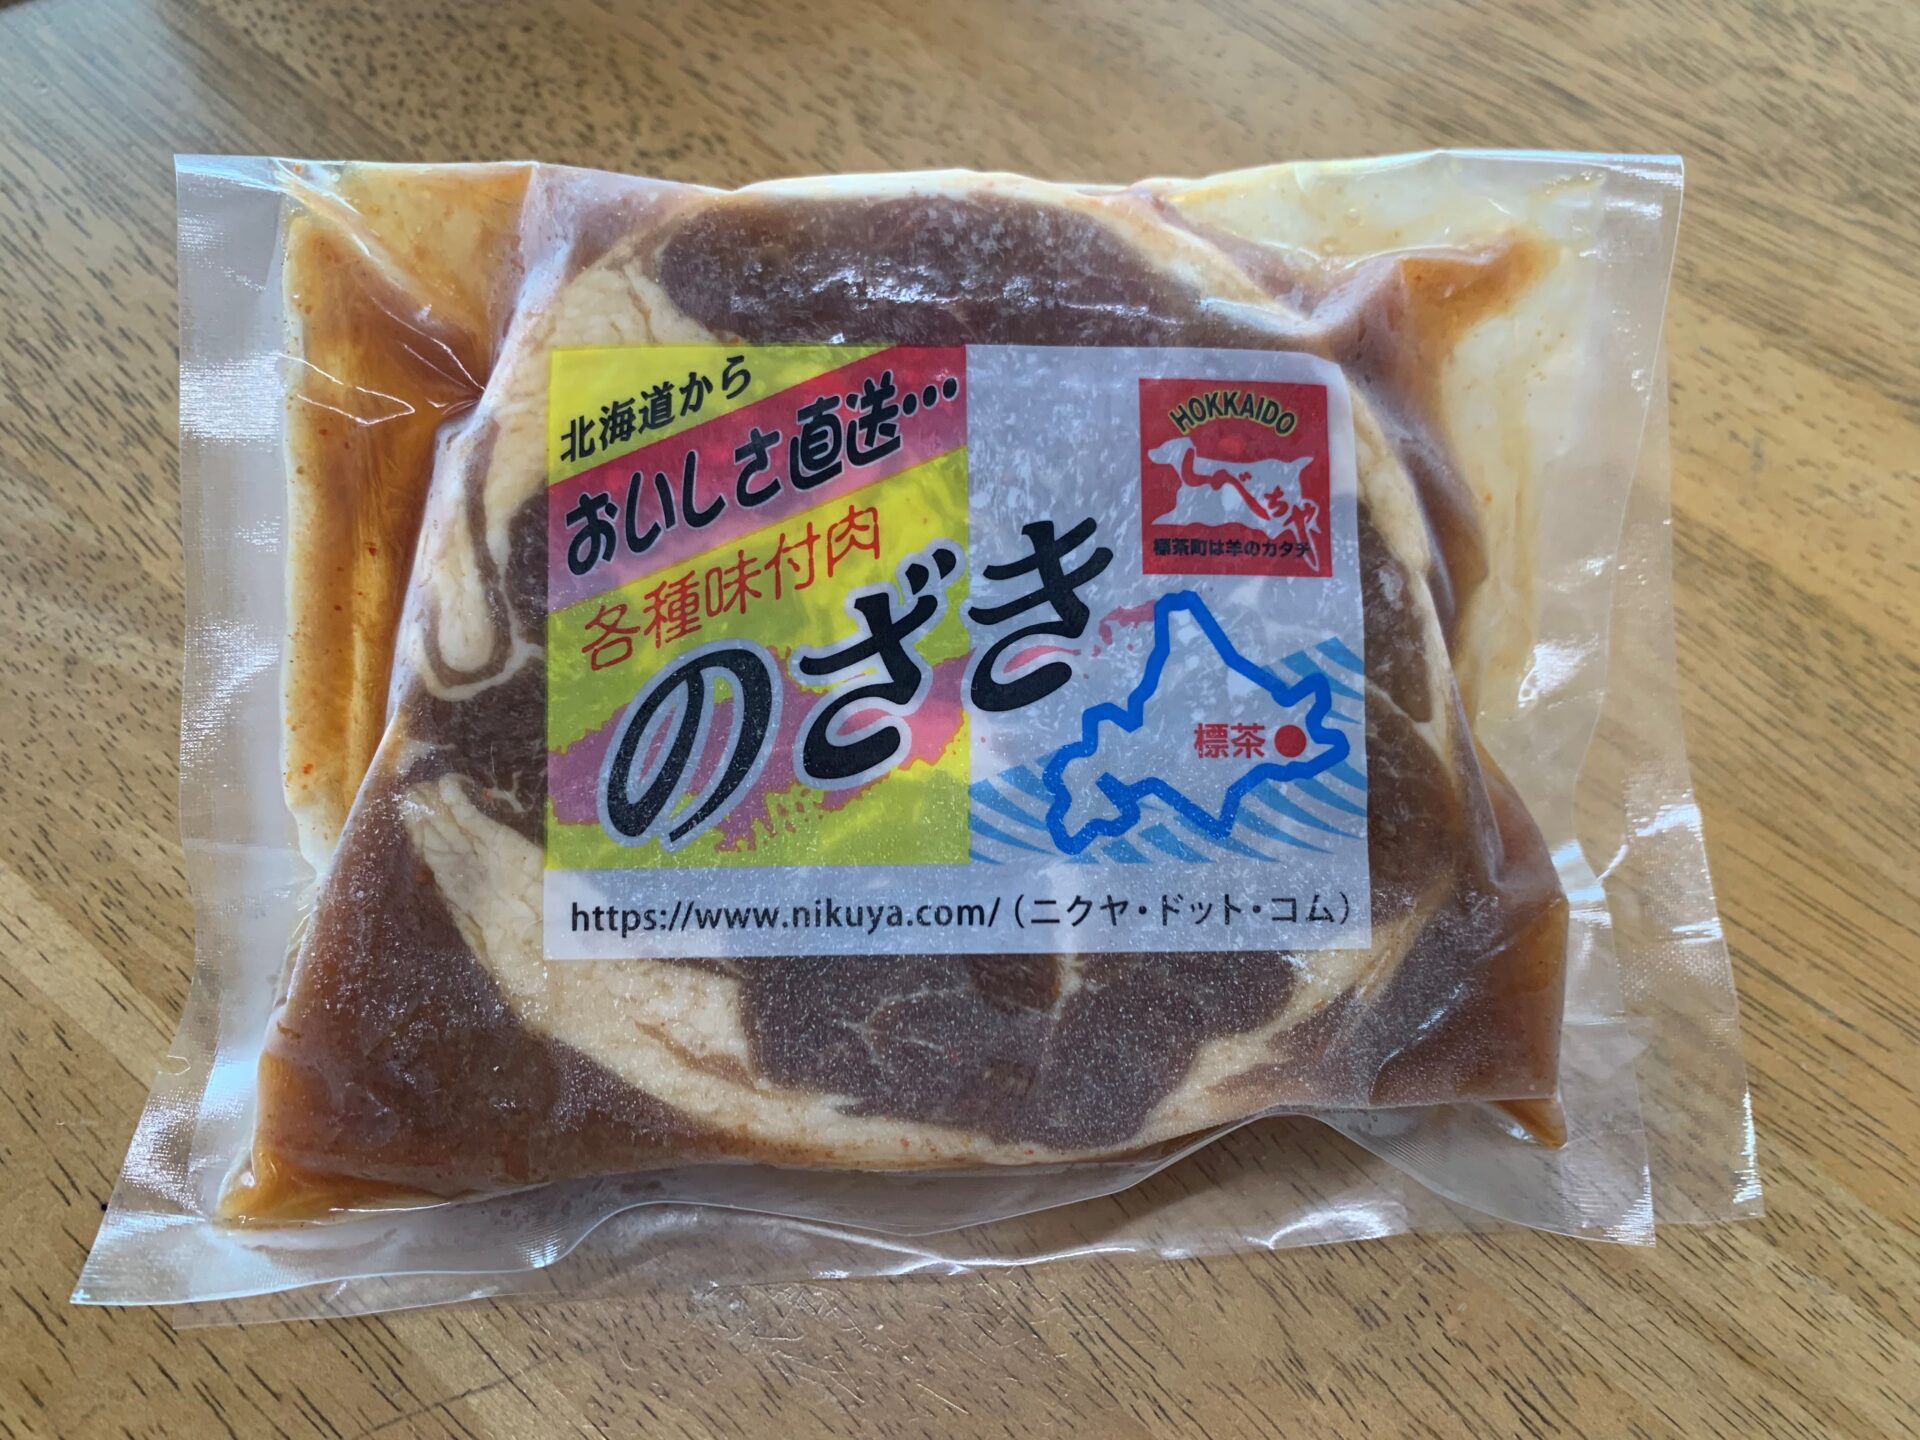 北海道から
おいしさ直送…
各種味付肉
のざき
HOKKAIDO
しべちゃ
標茶町は羊のカタチ
標茶
https://www.nikuya.com/（ニクヤ・ドット・コム）